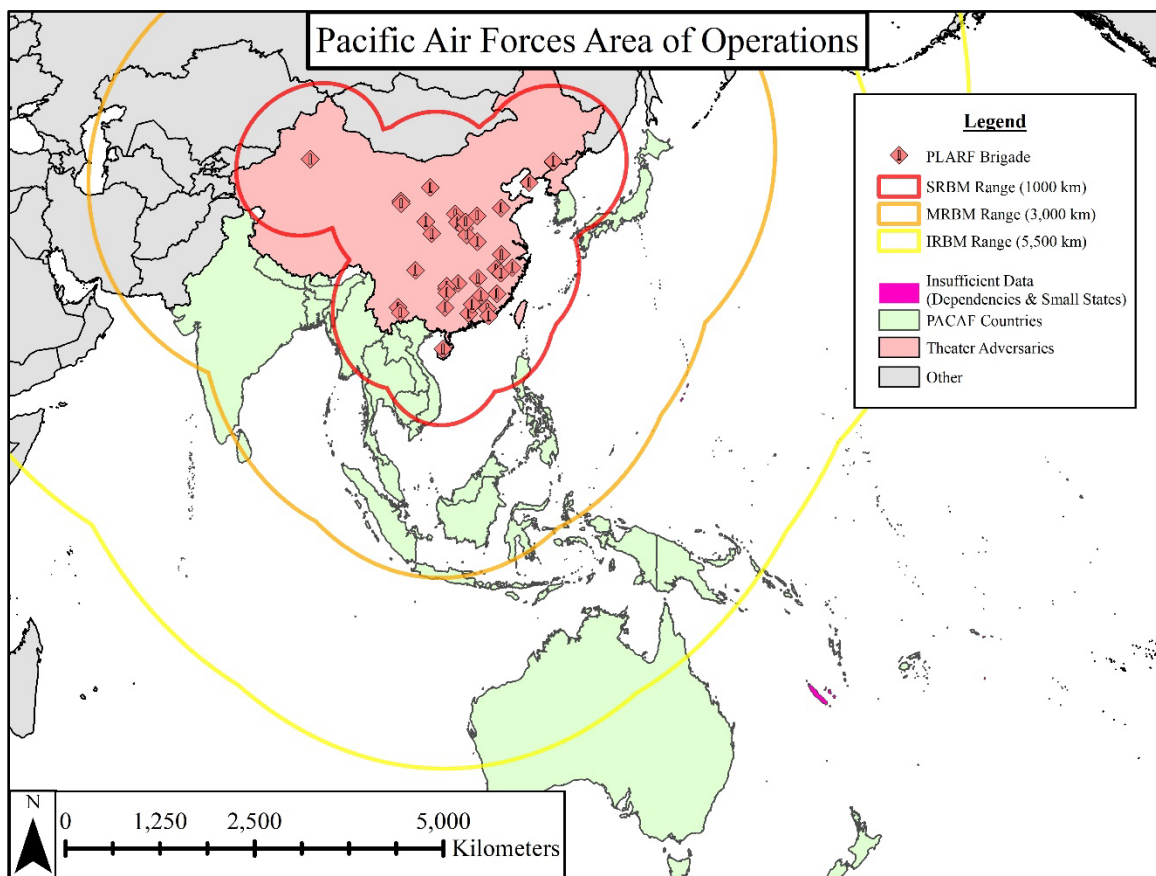 Pacific Air Forces Area of Operations
Legend
PLARF Brigade
SRBM Range (1000 km)
MRBM Range (3,000 km)
IRBM Range (5,500 km)
Insufficient Data
(Dependencies & Small States)
PACAF Countries
Theater Adversaries
Other
N
0 1,250 2,500 5,000
Kilometers